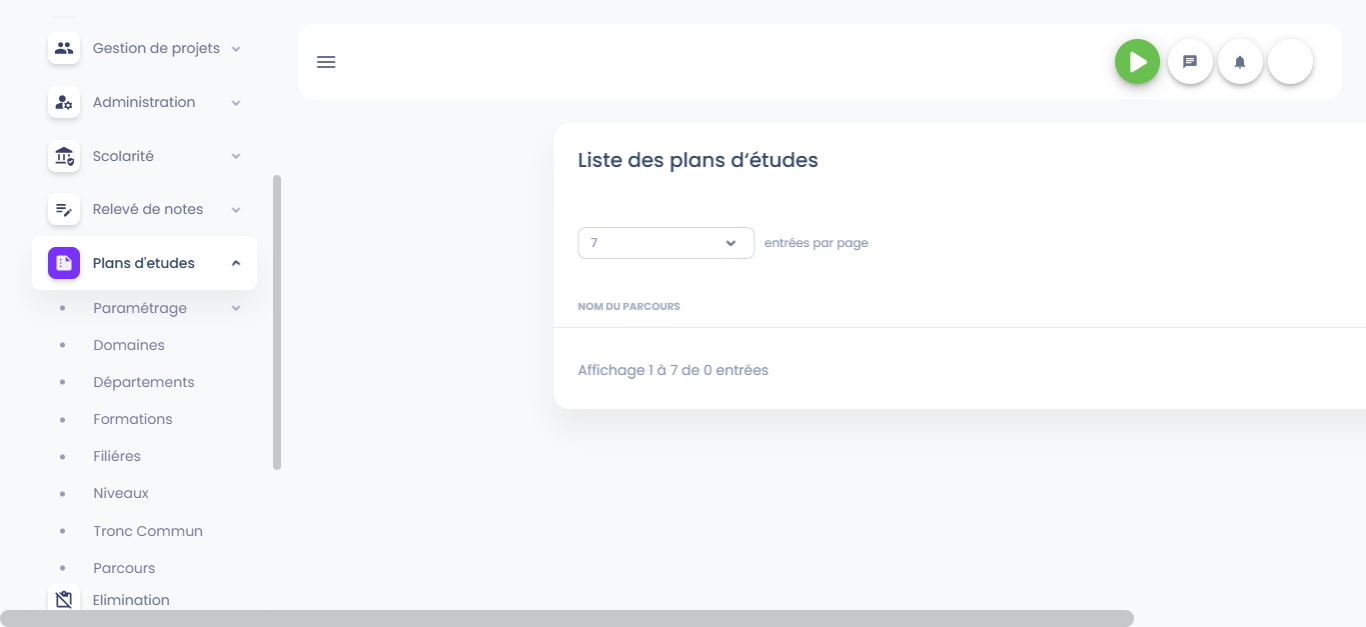 Gestion de projets
Administration
Scolarité
Relevé de notes
Plans d'etudes
Paramétrage
Domaines
Départements
Formations
Filiéres
Niveaux
Tronc Commun
Parcours
Elimination
Liste des plans d‘études
7 entrées par page
NOM DU PARCOURS
Affichage 1 à 7 de 0 entrées